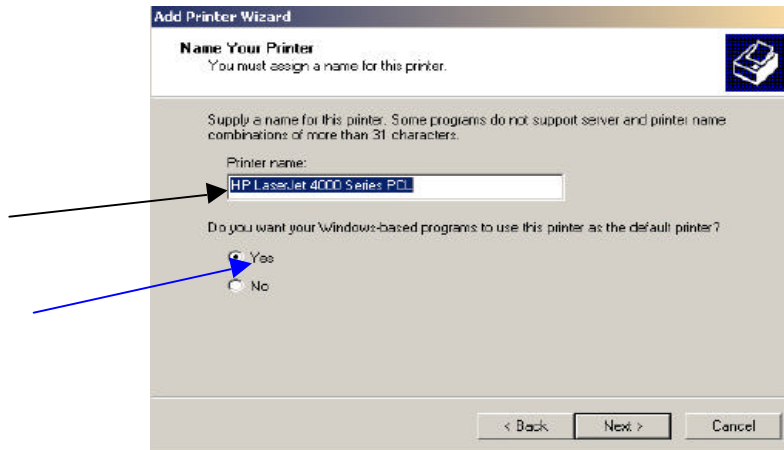 Add Printer Wizard
Name Your Printer
You must assign a name for this printer.
Supply a name for this printer. Some programs do not support server and printer name
combinations of more than 31 characters.
Printer name:
HP LaserJet 4000 Series PCL
Do you want your Windows-based programs to use this printer as the default printer?
Yes
No
< Back
Next >
Cancel